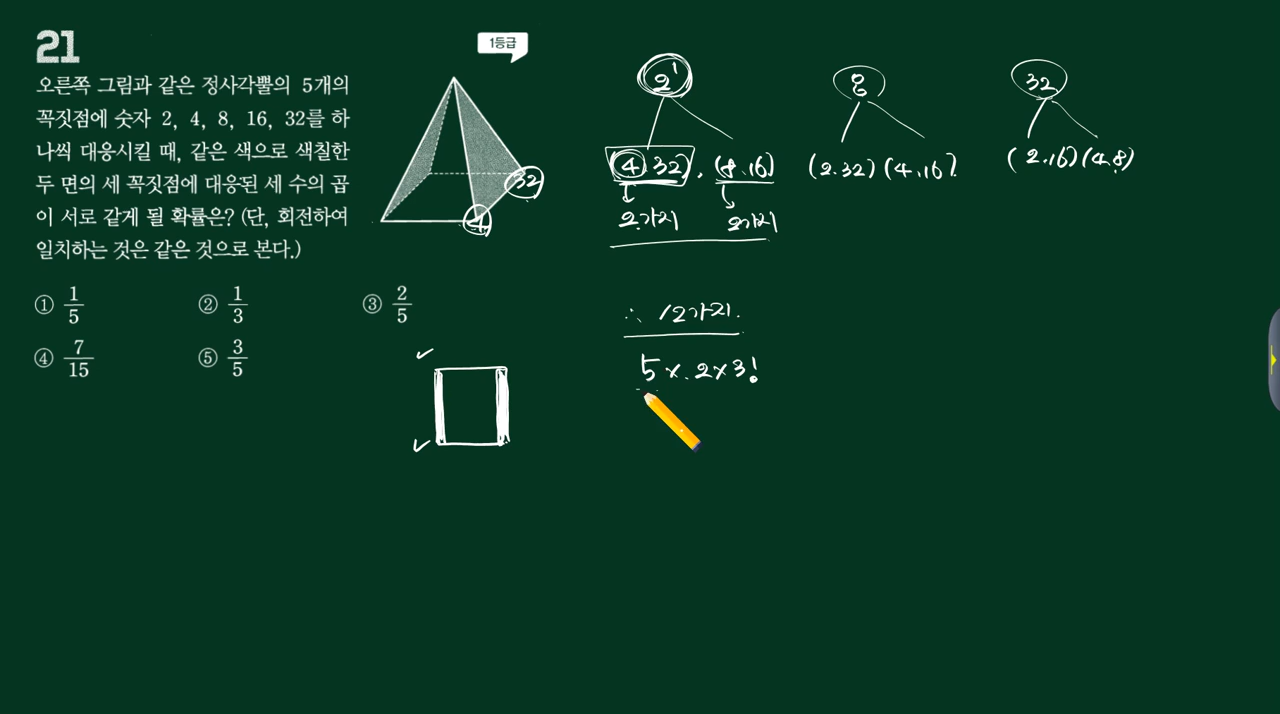 21
1등급
오른쪽 그림과 같은 정사각뿔의 5개의
꼭짓점에 숫자 2, 4, 8, 16, 32를 하
나씩 대응시킬 때, 같은 색으로 색칠한
두 면의 세 꼭짓점에 대응된 세 수의 곱
이 서로 같게 될 확률은? (단, 회전하여
일치하는 것은 같은 것으로 본다.)
① 1/5 ② 1/3 ③ 2/5
④ 7/15 ⑤ 3/5
32
4
2¹ 8 32
(4, 32), (8, 16) (2, 32) (4, 16) (2, 16) (4, 8)
2가지 2가지
∴ 12가지.
5 × 2 × 3!